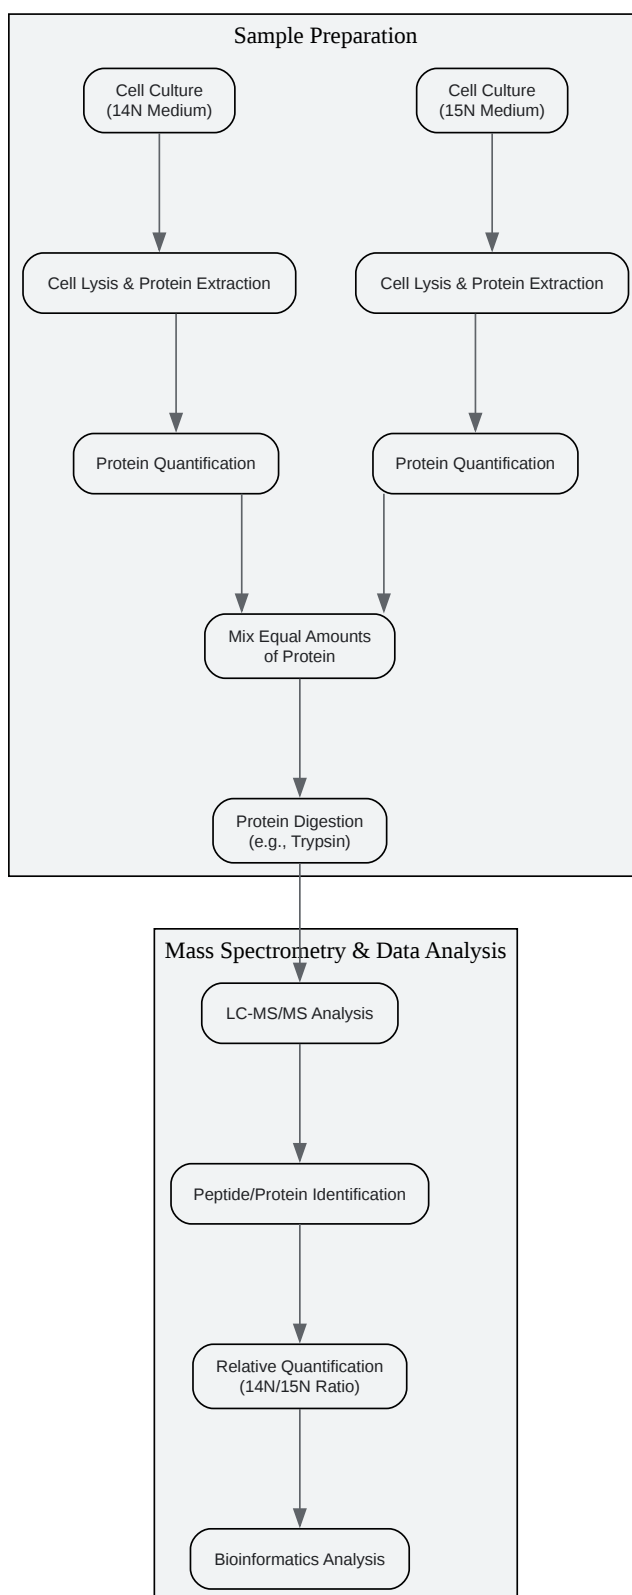 Sample Preparation
Cell Culture
(14N Medium)
Cell Culture
(15N Medium)
Cell Lysis & Protein Extraction
Cell Lysis & Protein Extraction
Protein Quantification
Protein Quantification
Mix Equal Amounts
of Protein
Protein Digestion
(e.g., Trypsin)
Mass Spectrometry & Data Analysis
LC-MS/MS Analysis
Peptide/Protein Identification
Relative Quantification
(14N/15N Ratio)
Bioinformatics Analysis